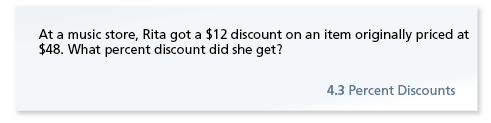 At a music store, Rita got a $12 discount on an item originally priced at
$48. What percent discount did she get?
4.3 Percent Discounts